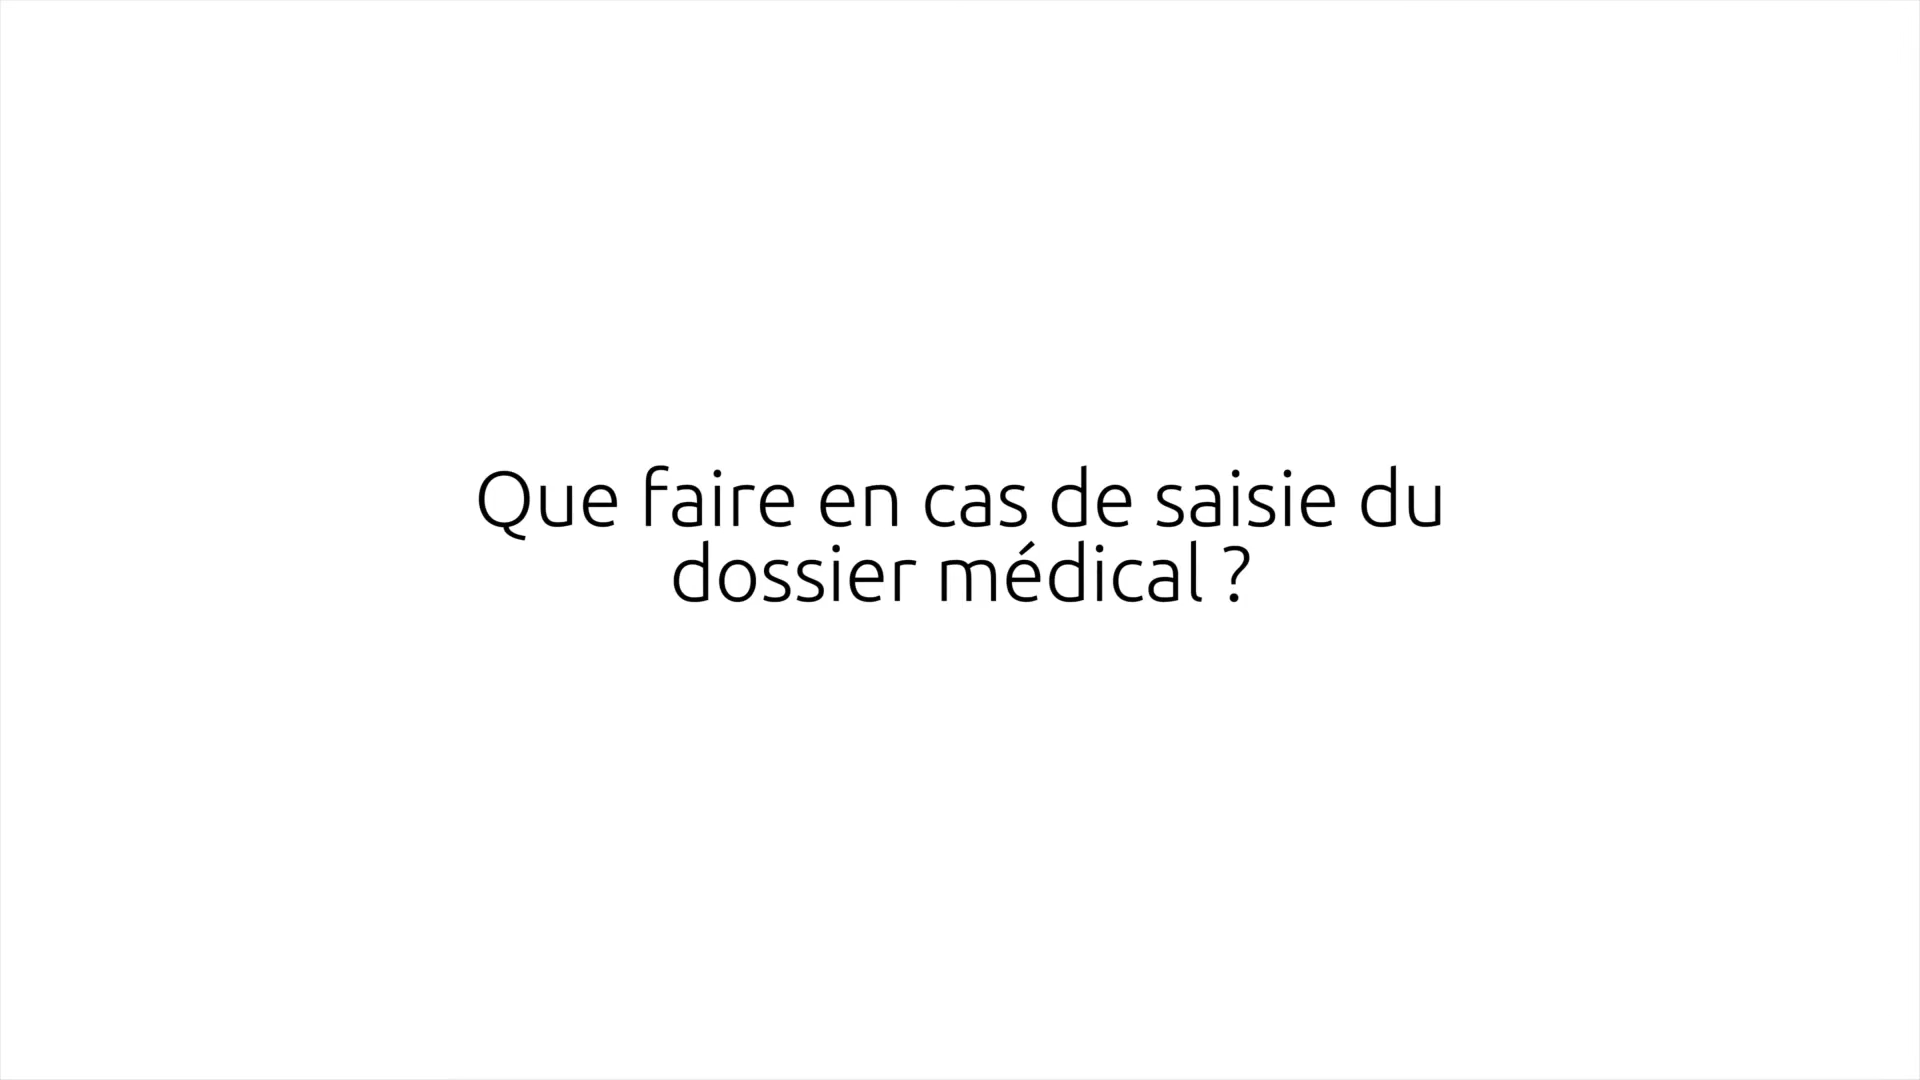 Que faire en cas de saisie du
dossier médical ?